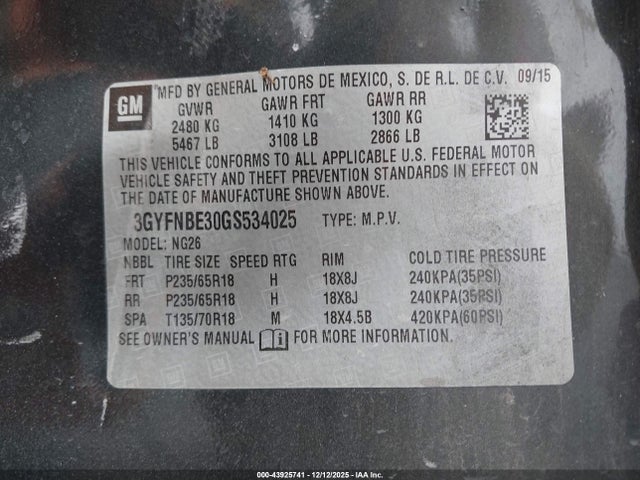 GM
MFD BY GENERAL MOTORS DE MEXICO, S. DE R.L. DE C.V. 09/15
GVWR GAWR FRT GAWR RR
2480 KG 1410 KG 1300 KG
5467 LB 3108 LB 2866 LB
THIS VEHICLE CONFORMS TO ALL APPLICABLE U.S. FEDERAL MOTOR
VEHICLE SAFETY AND THEFT PREVENTION STANDARDS IN EFFECT ON
THE DATE OF MANUFACTURE SHOWN ABOVE.
3GYFNBE30GS534025 TYPE: M.P.V.
MODEL: NG26
NBBL TIRE SIZE SPEED RTG RIM COLD TIRE PRESSURE
FRT P235/65R18 H 18X8J 240KPA(35PSI)
RR P235/65R18 H 18X8J 240KPA(35PSI)
SPA T135/70R18 M 18X4.5B 420KPA(60PSI)
SEE OWNER'S MANUAL FOR MORE INFORMATION.
000-43925741 - 12/12/2025 - IAA Inc.